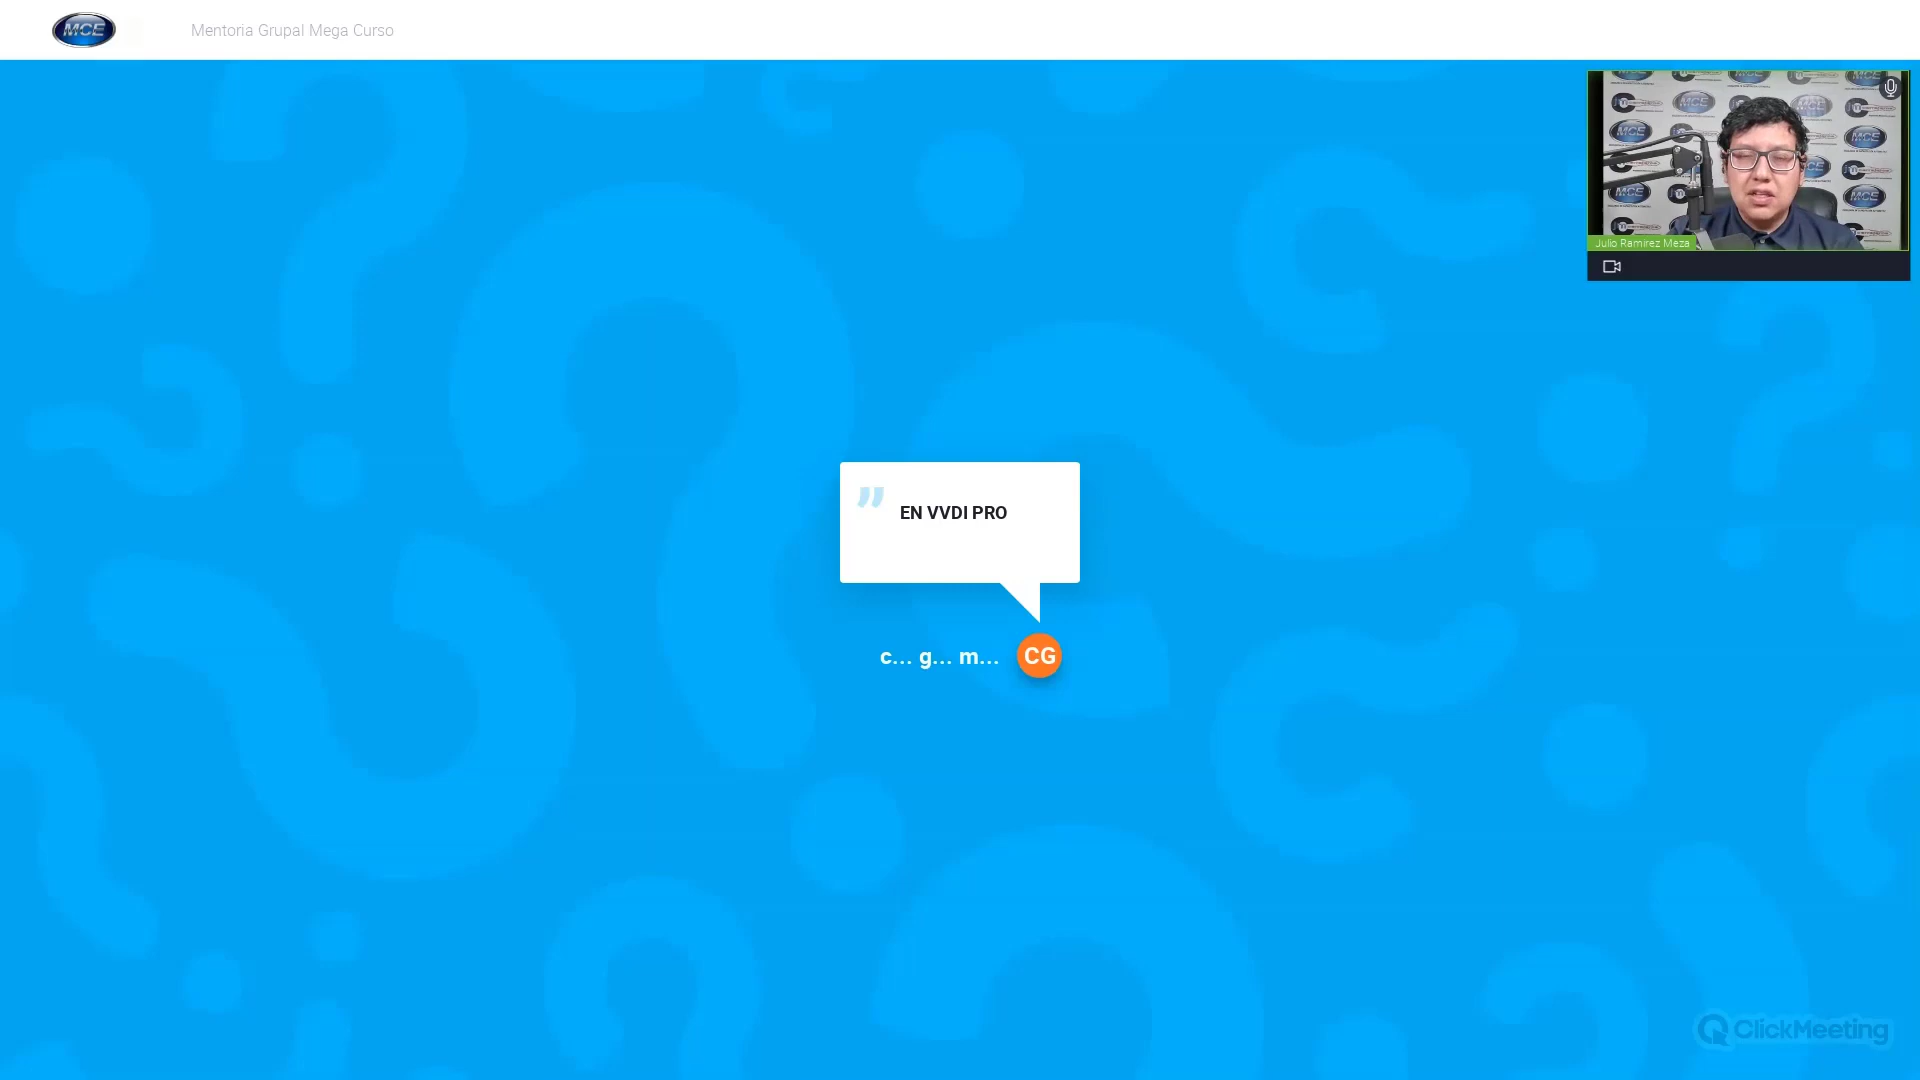 MCE
Mentoria Grupal Mega Curso
Julio Ramirez Meza
EN VVDI PRO
c... g... m...
CG
ClickMeeting